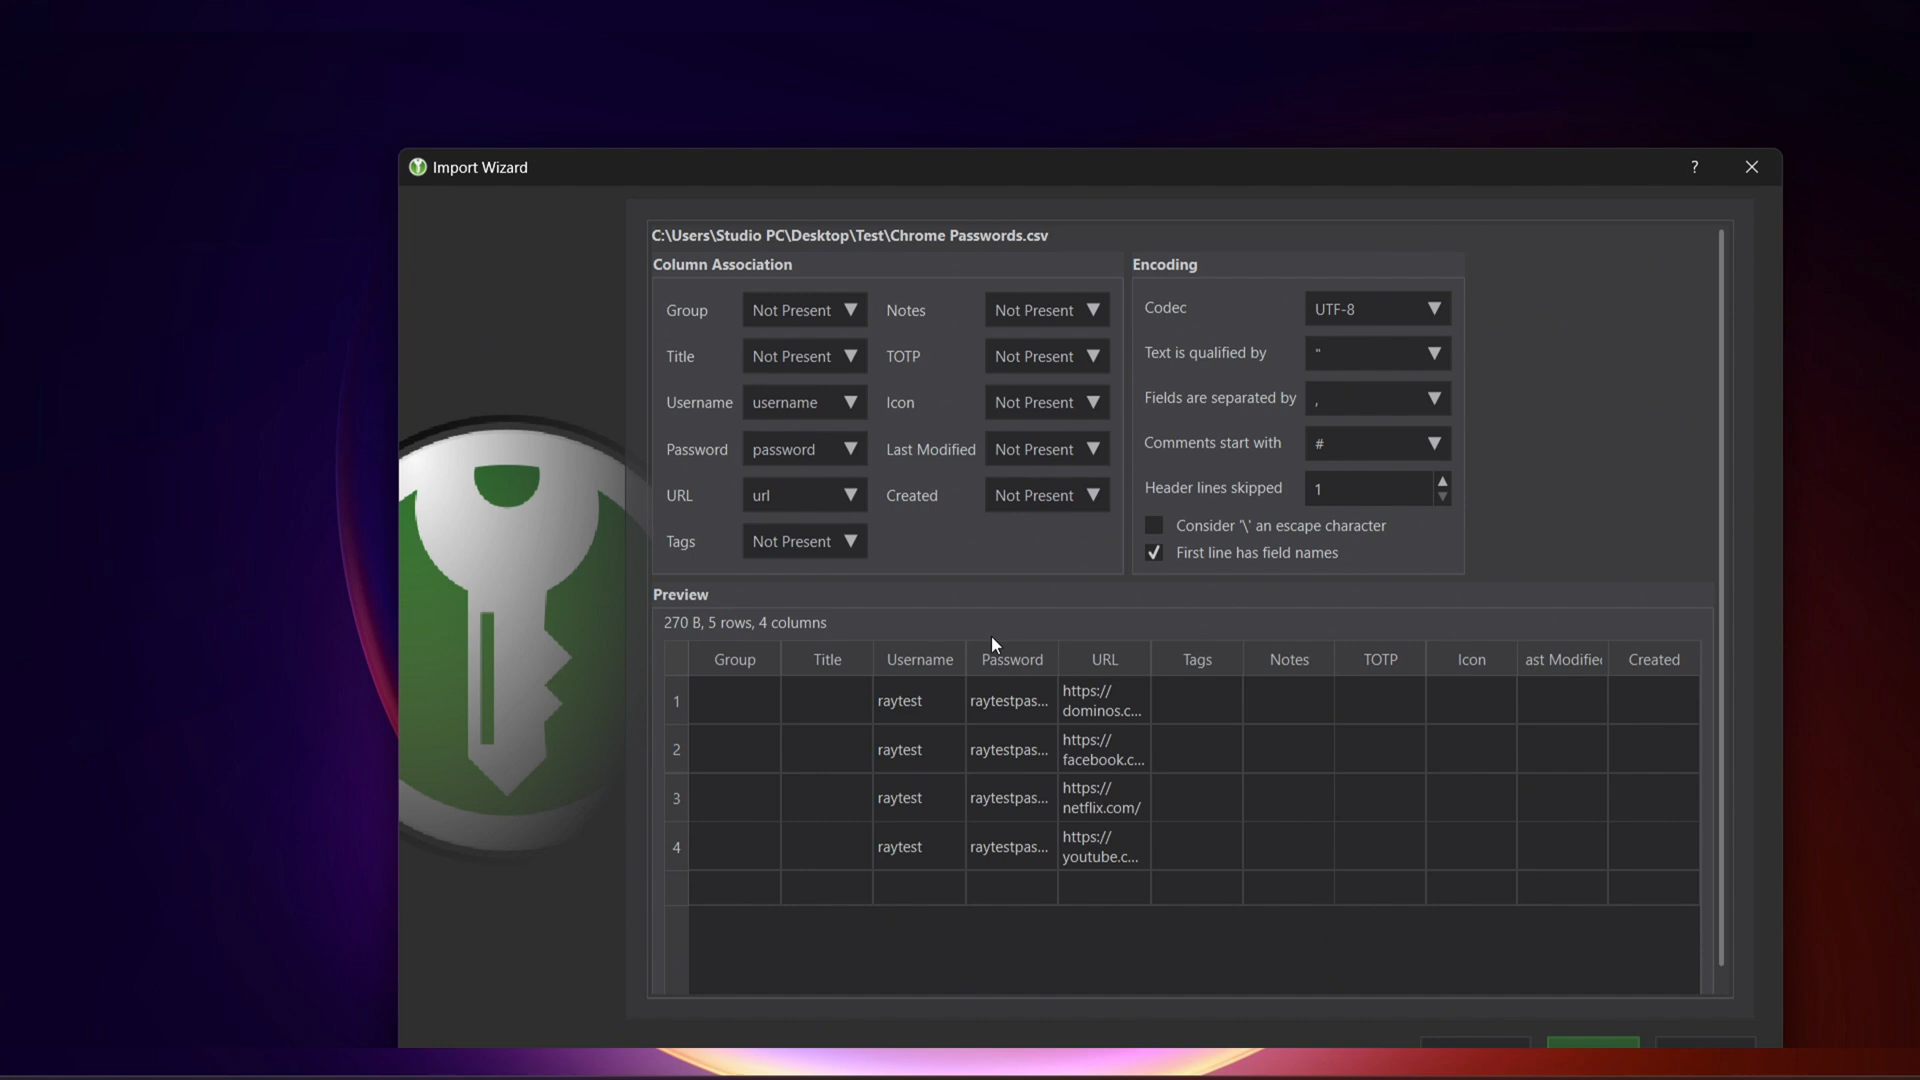 Import Wizard
?
C:\Users\Studio PC\Desktop\Test\Chrome Passwords.csv
Column Association
Group Not Present Notes Not Present
Title Not Present TOTP Not Present
Username username Icon Not Present
Password password Last Modified Not Present
URL url Created Not Present
Tags Not Present
Encoding
Codec UTF-8
Text is qualified by "
Fields are separated by ,
Comments start with #
Header lines skipped 1
Consider '\' an escape character
First line has field names
Preview
270 B, 5 rows, 4 columns
Group Title Username Password URL Tags Notes TOTP Icon ast Modified Created
1 raytest raytestpas... https://
dominos.c...
2 raytest raytestpas... https://
facebook.c...
3 raytest raytestpas... https://
netflix.com/
4 raytest raytestpas... https://
youtube.c...